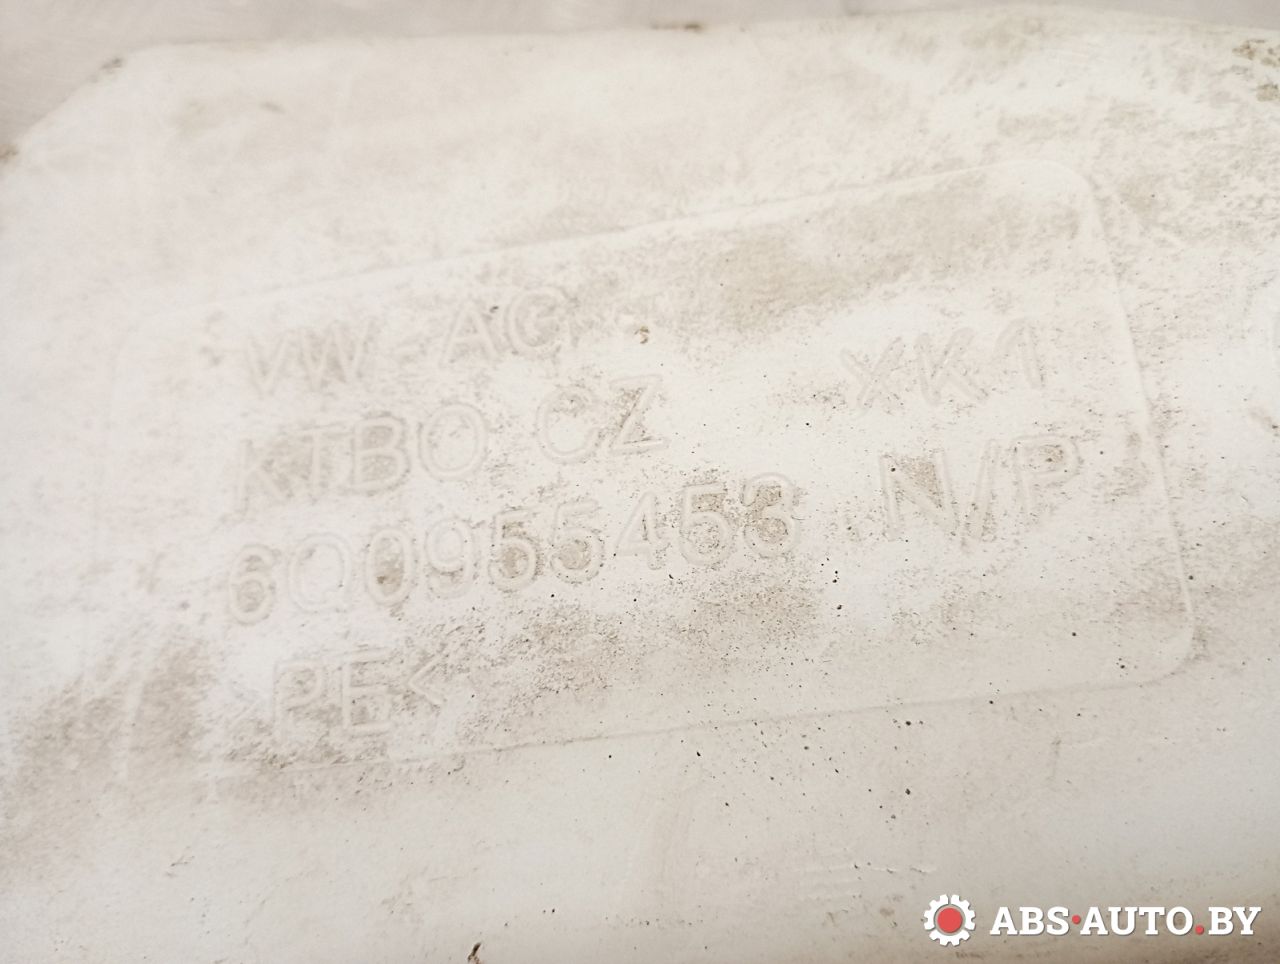 VW AG
XK1
KTBO CZ
6Q0955453 N/P
>PE<
ABS·AUTO.BY